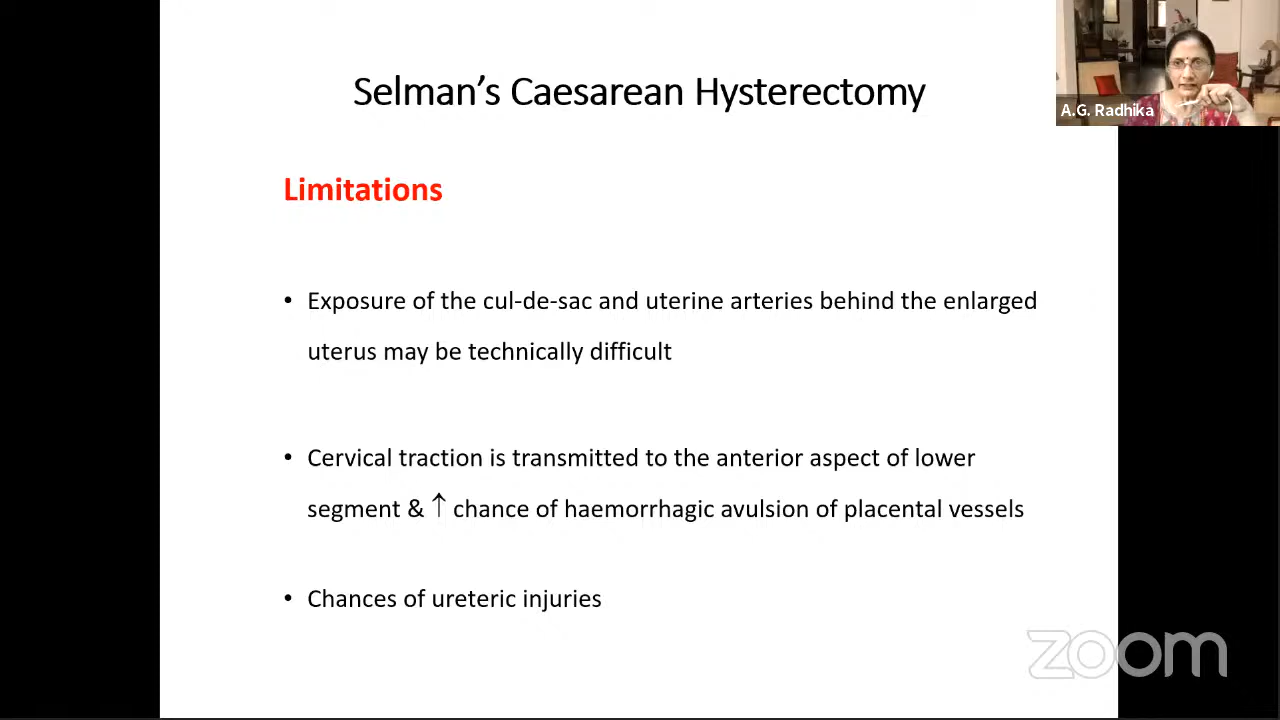 Selman’s Caesarean Hysterectomy
A.G. Radhika
Limitations
• Exposure of the cul-de-sac and uterine arteries behind the enlarged
uterus may be technically difficult
• Cervical traction is transmitted to the anterior aspect of lower
segment & ↑ chance of haemorrhagic avulsion of placental vessels
• Chances of ureteric injuries
zoom